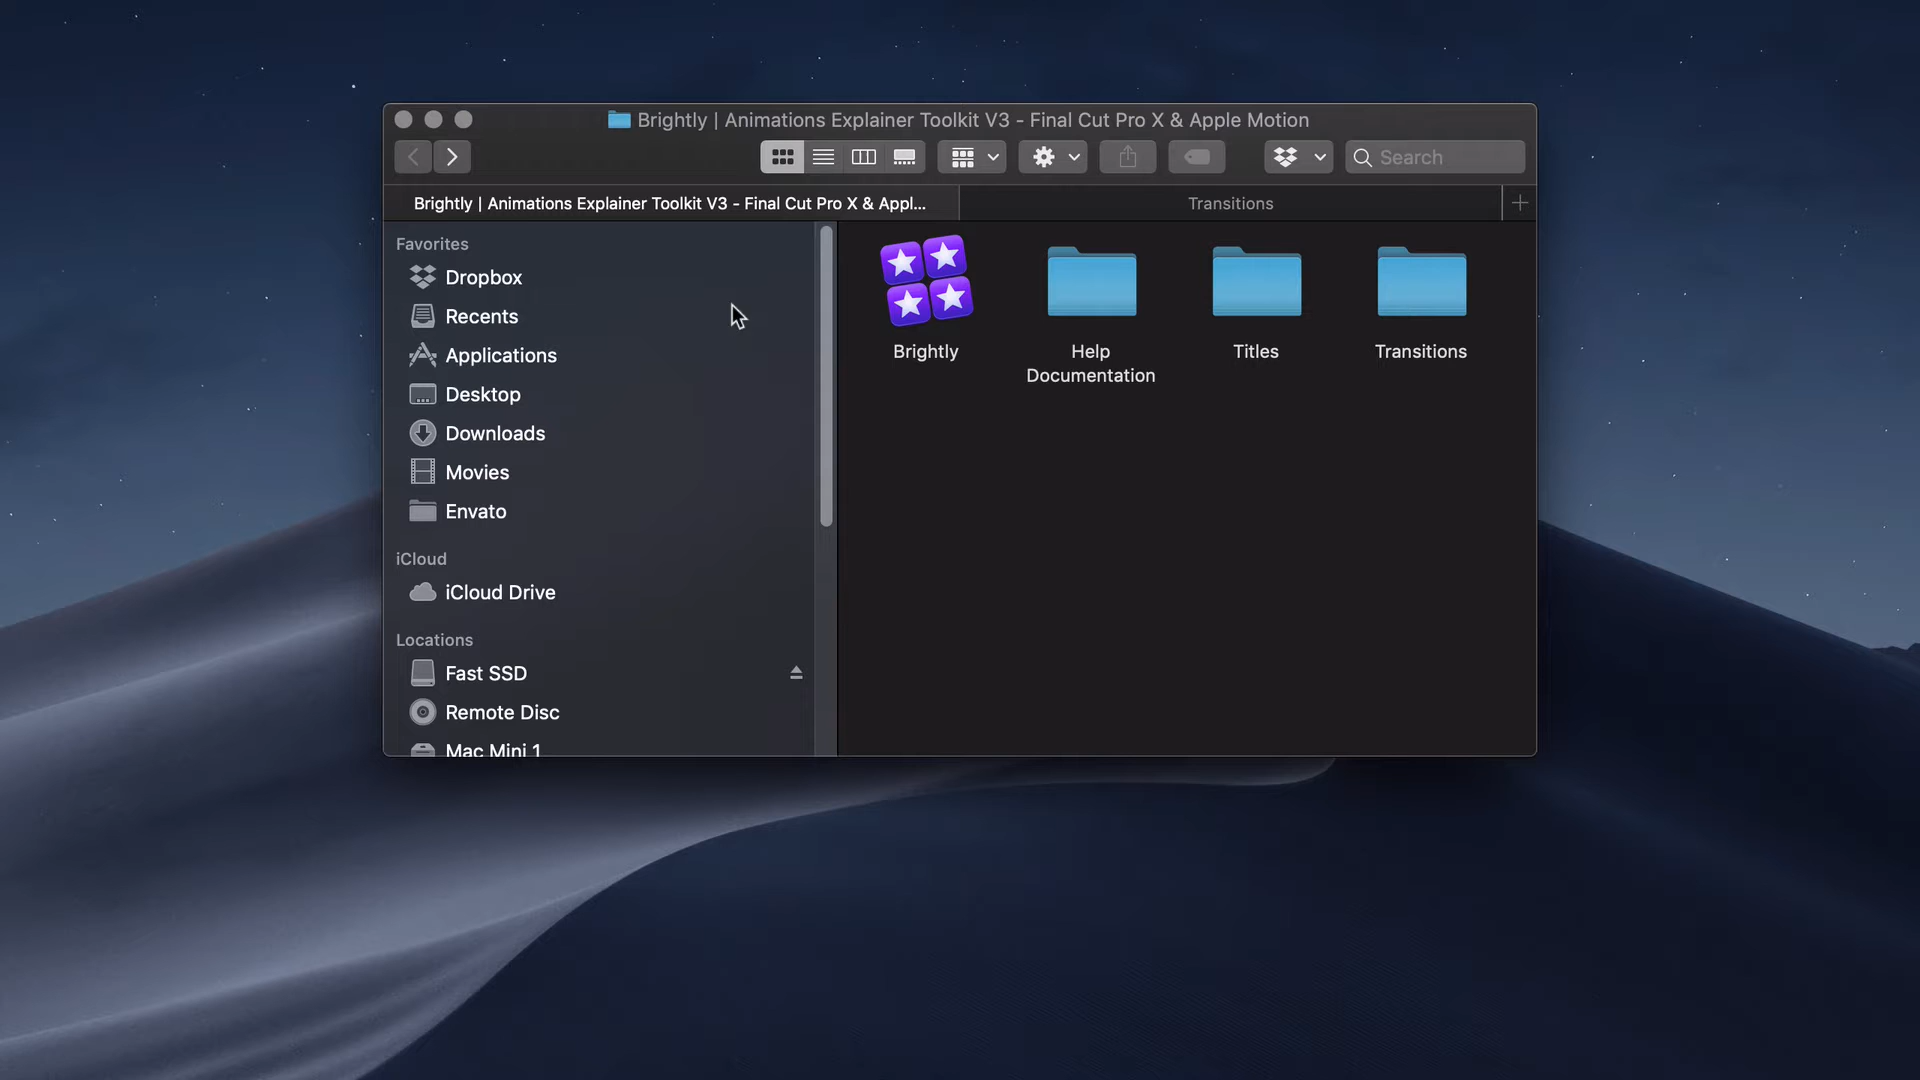 Brightly | Animations Explainer Toolkit V3 - Final Cut Pro X & Apple Motion
Search
Brightly | Animations Explainer Toolkit V3 - Final Cut Pro X & Appl...
Transitions
Favorites
Dropbox
Recents
Applications
Desktop
Downloads
Movies
Envato
iCloud
iCloud Drive
Locations
Fast SSD
Remote Disc
Mac Mini 1
Brightly
Help
Documentation
Titles
Transitions